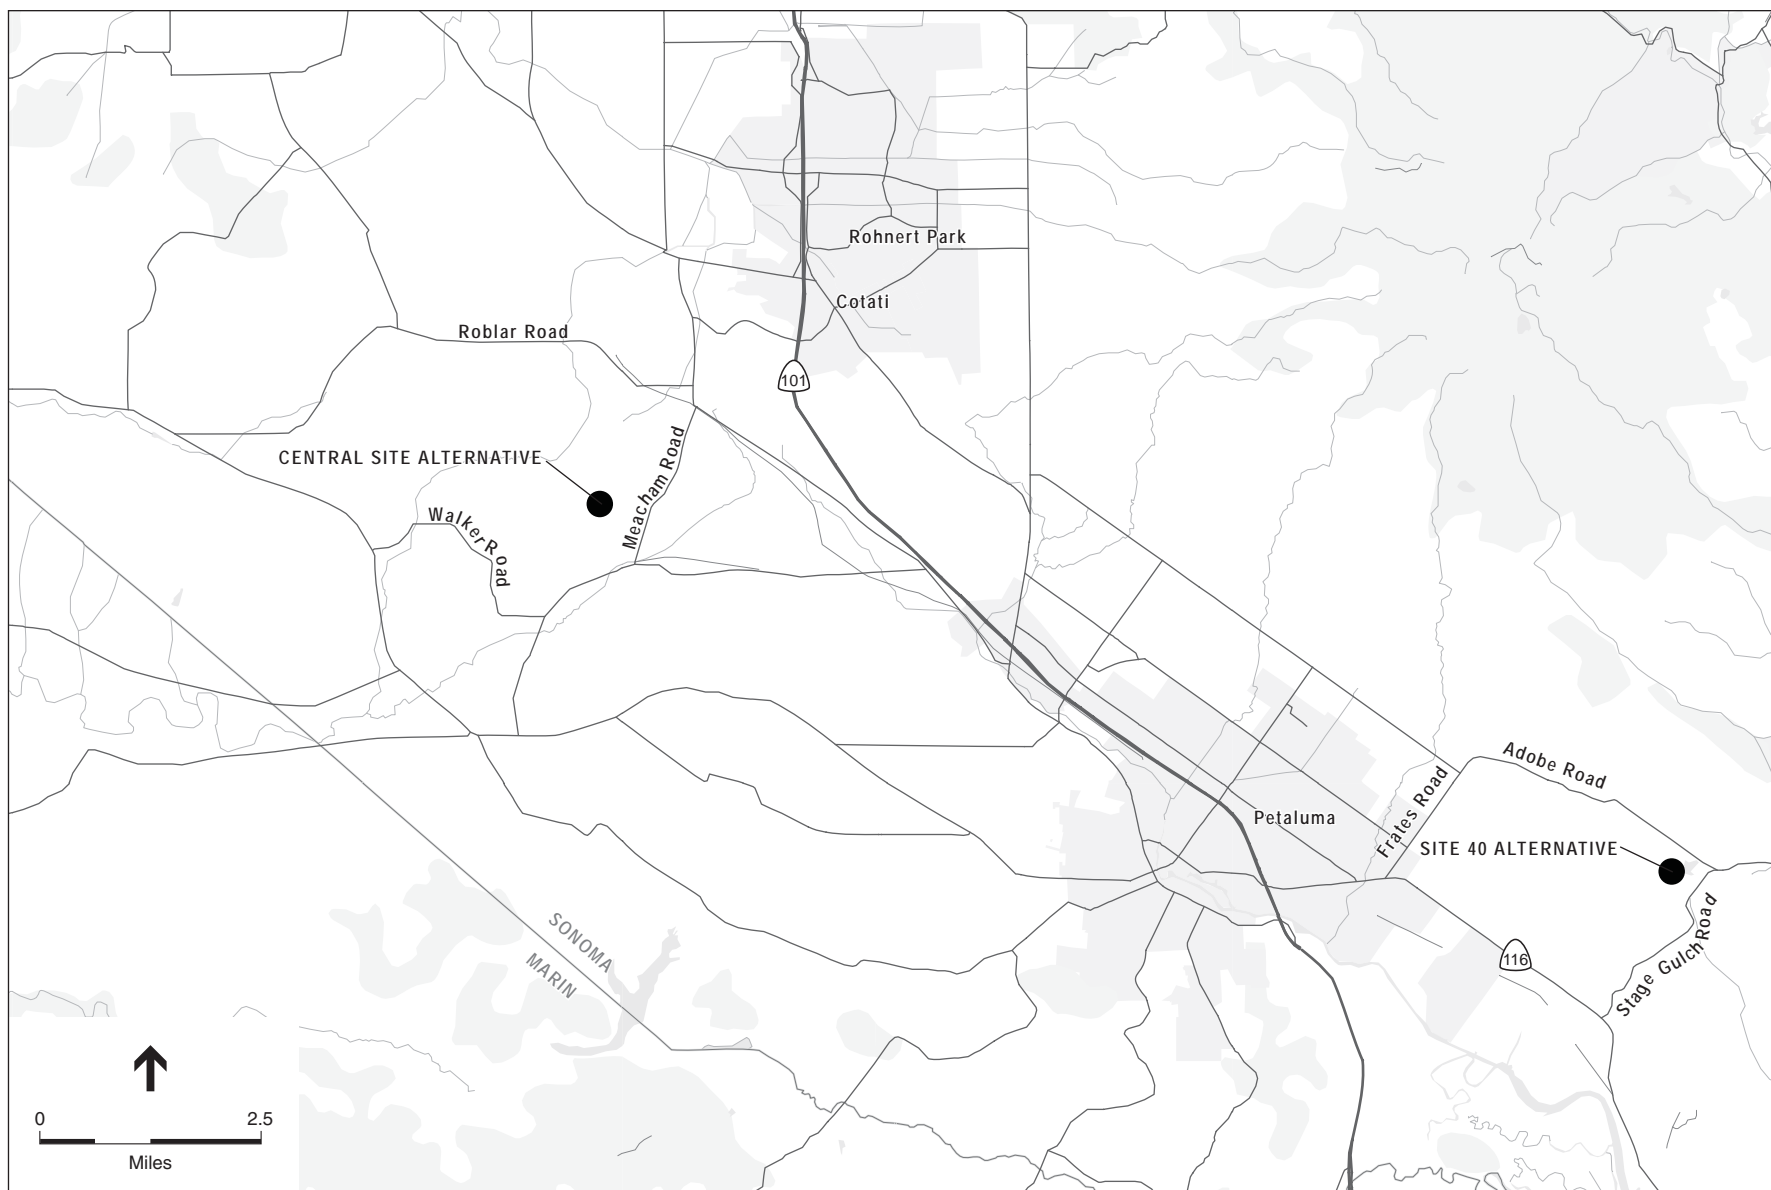 Rohnert Park
Cotati
Roblar Road
101
CENTRAL SITE ALTERNATIVE
Meacham Road
Walker Road
Adobe Road
Frates Road
Petaluma
SITE 40 ALTERNATIVE
Stage Gulch Road
116
SONOMA
MARIN
0 2.5
Miles